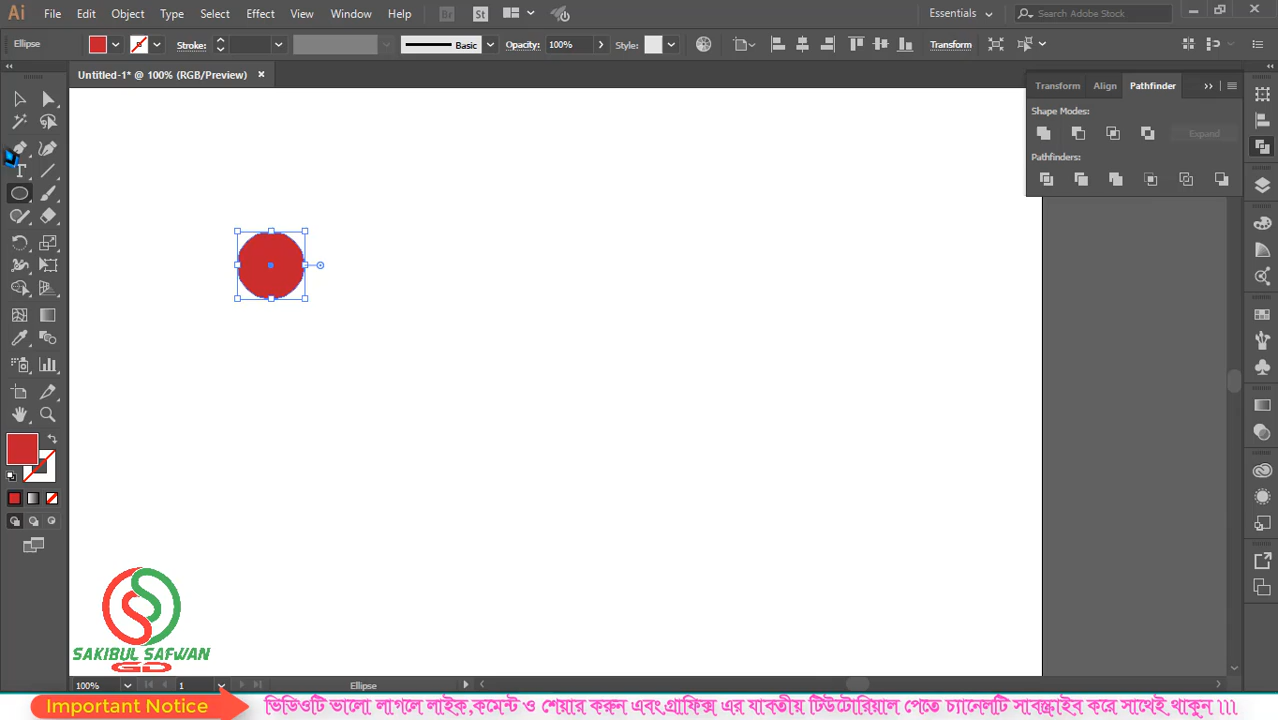 Ai File Edit Object Type Select Effect View Window Help Br St Essentials Search Adobe Stock
Ellipse Stroke: Basic Opacity: 100% Style: Transform
Untitled-1* @ 100% (RGB/Preview)
Transform Align Pathfinder
Shape Modes:
Expand
Pathfinders:
SAKIBUL SAFWAN
GD
100% 1 Ellipse
Important Notice ভিডিওটি ভালো লাগলে লাইক,কমেন্ট ও শেয়ার করুন এবং গ্রাফিক্স এর যাবতীয় টিউটোরিয়াল পেতে চ্যানেলটি সাবস্ক্রাইব করে সাথেই থাকুন !!!